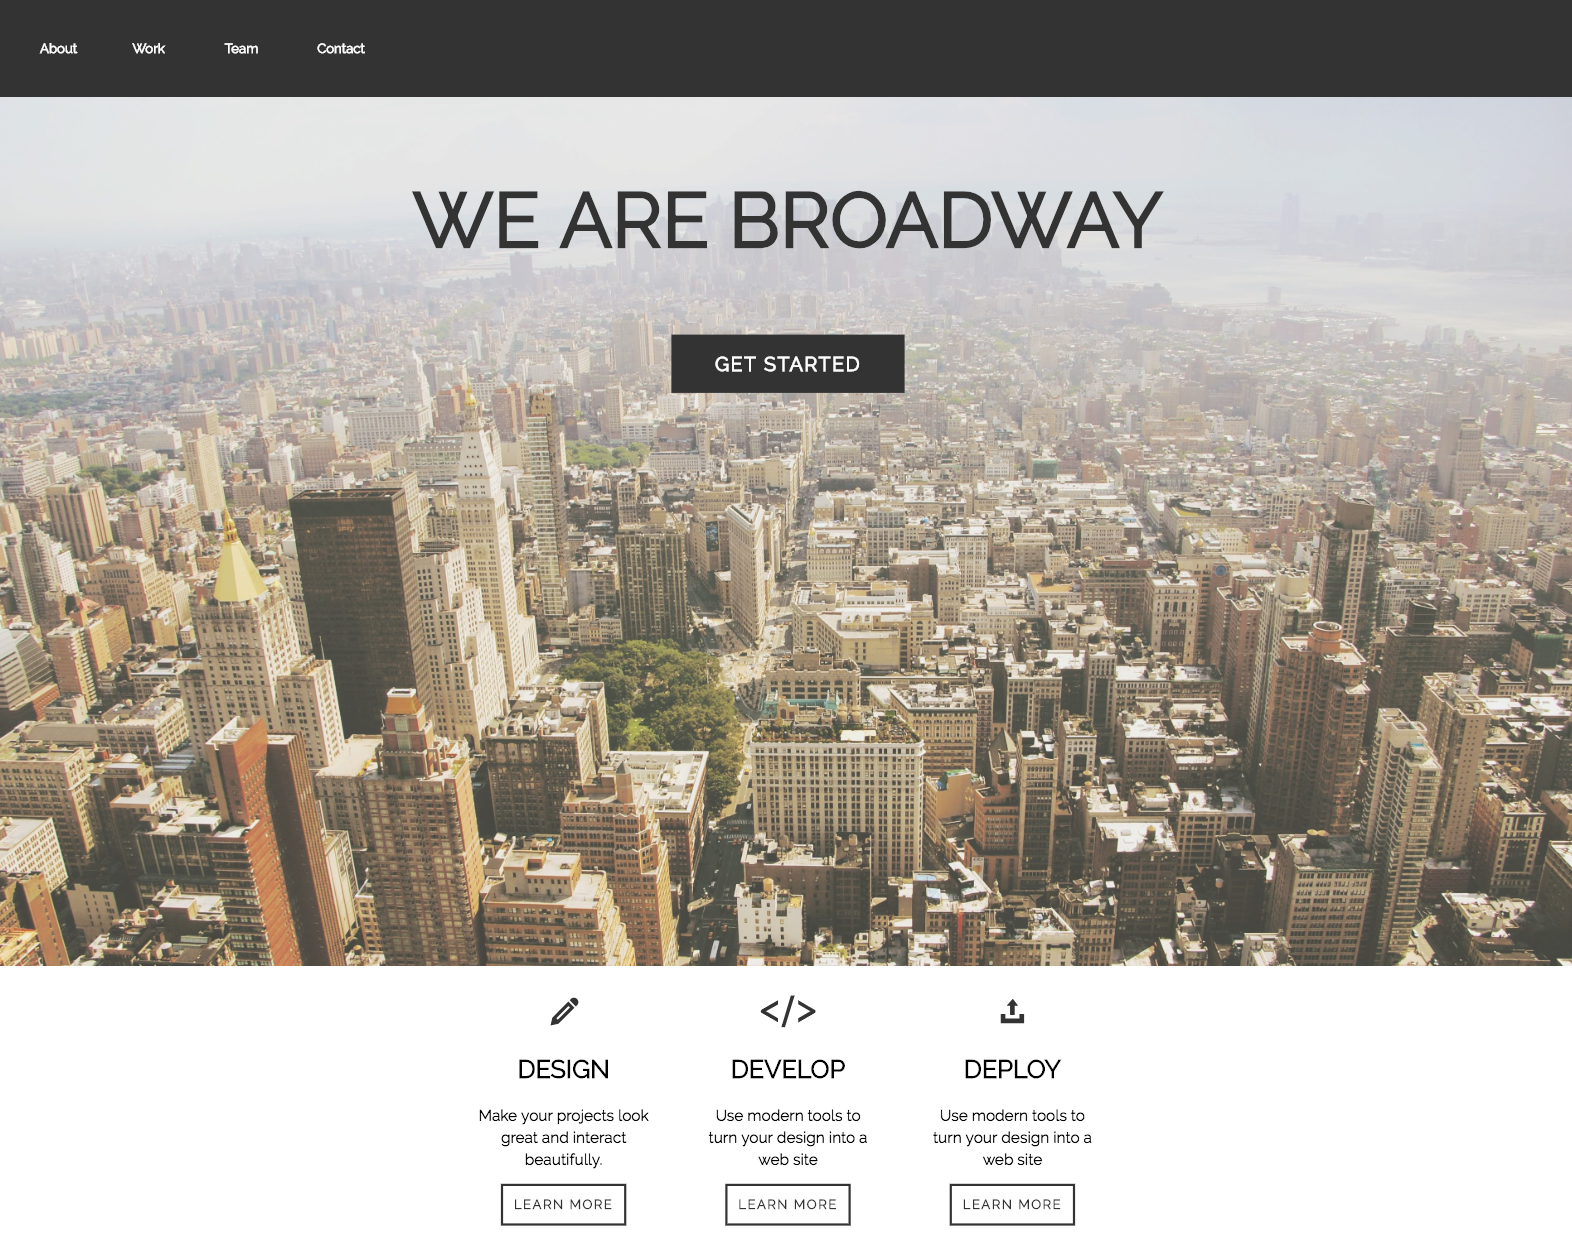 About Work Team Contact
WE ARE BROADWAY
GET STARTED
</>
DESIGN DEVELOP DEPLOY
Make your projects look
great and interact
beautifully.
Use modern tools to
turn your design into a
web site
Use modern tools to
turn your design into a
web site
LEARN MORE LEARN MORE LEARN MORE